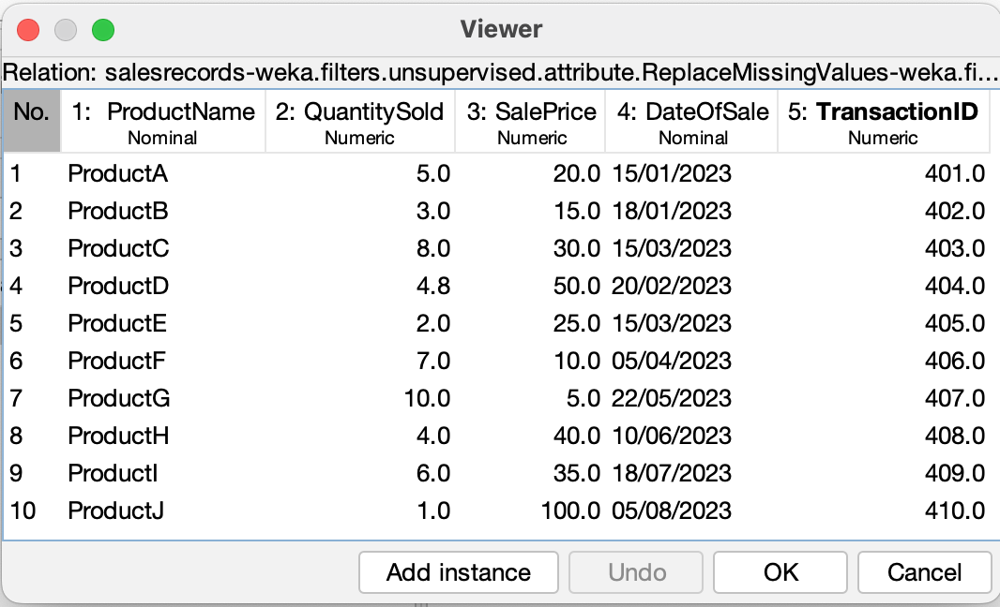 Viewer
Relation: salesrecords-weka.filters.unsupervised.attribute.ReplaceMissingValues-weka.fi...
No. 1: ProductName 2: QuantitySold 3: SalePrice 4: DateOfSale 5: TransactionID
Nominal Numeric Numeric Nominal Numeric
1 ProductA 5.0 20.0 15/01/2023 401.0
2 ProductB 3.0 15.0 18/01/2023 402.0
3 ProductC 8.0 30.0 15/03/2023 403.0
4 ProductD 4.8 50.0 20/02/2023 404.0
5 ProductE 2.0 25.0 15/03/2023 405.0
6 ProductF 7.0 10.0 05/04/2023 406.0
7 ProductG 10.0 5.0 22/05/2023 407.0
8 ProductH 4.0 40.0 10/06/2023 408.0
9 ProductI 6.0 35.0 18/07/2023 409.0
10 ProductJ 1.0 100.0 05/08/2023 410.0
Add instance Undo OK Cancel